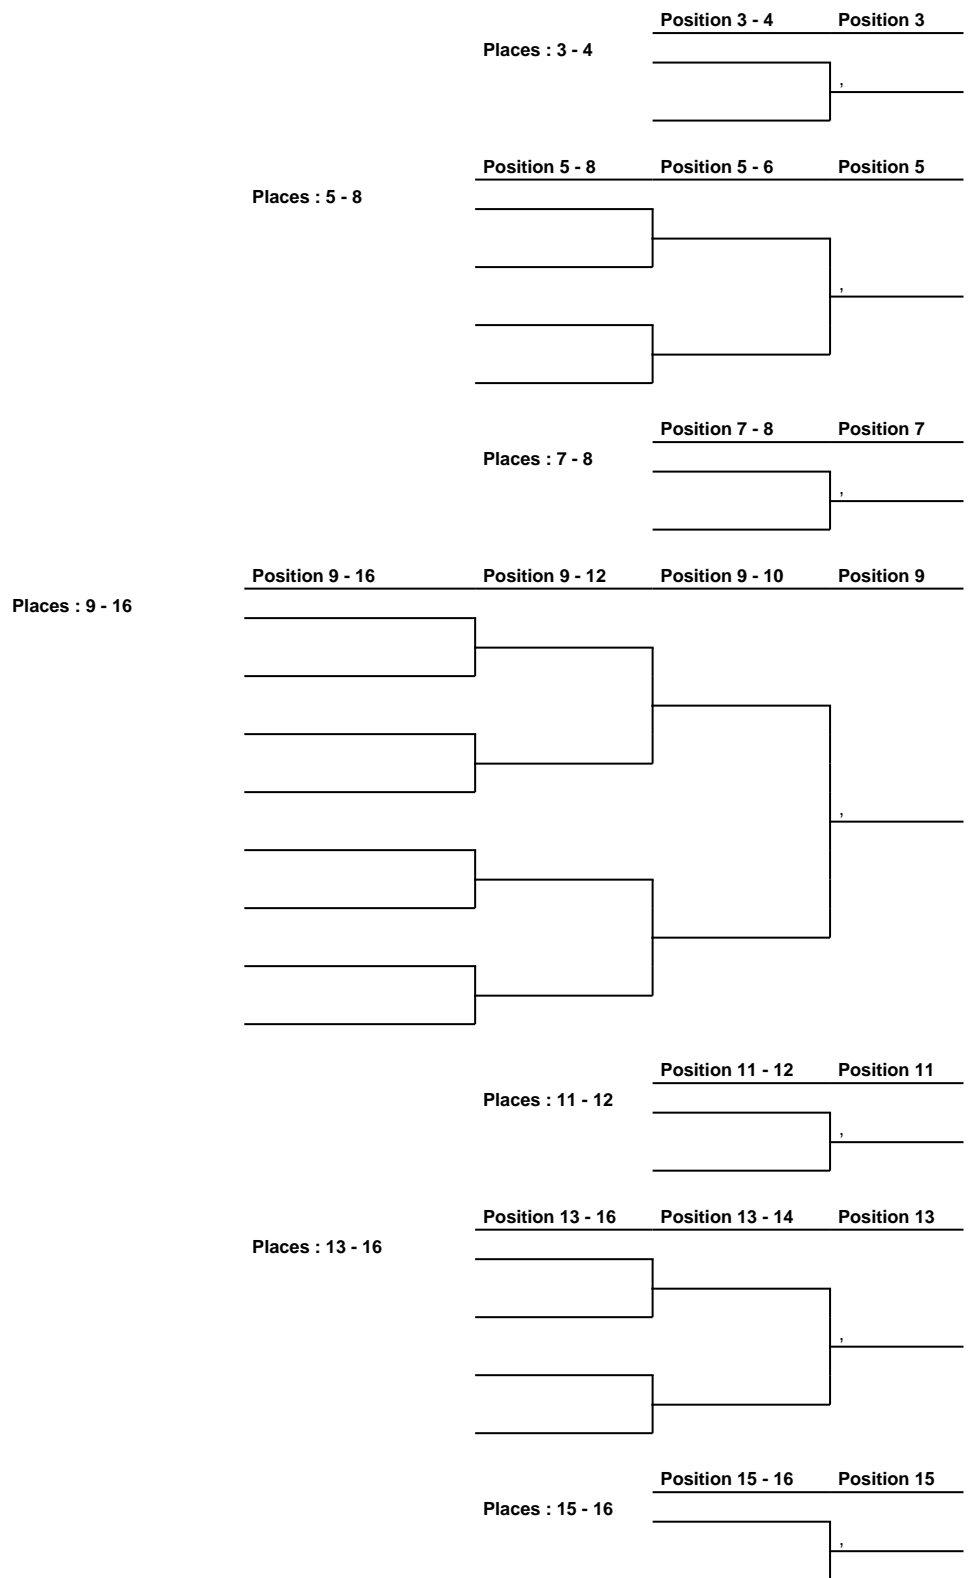 Position 3 - 4 Position 3
Places : 3 - 4
,
Position 5 - 8 Position 5 - 6 Position 5
Places : 5 - 8
,
Position 7 - 8 Position 7
Places : 7 - 8
,
Position 9 - 16 Position 9 - 12 Position 9 - 10 Position 9
Places : 9 - 16
,
Position 11 - 12 Position 11
Places : 11 - 12
,
Position 13 - 16 Position 13 - 14 Position 13
Places : 13 - 16
,
Position 15 - 16 Position 15
Places : 15 - 16
,